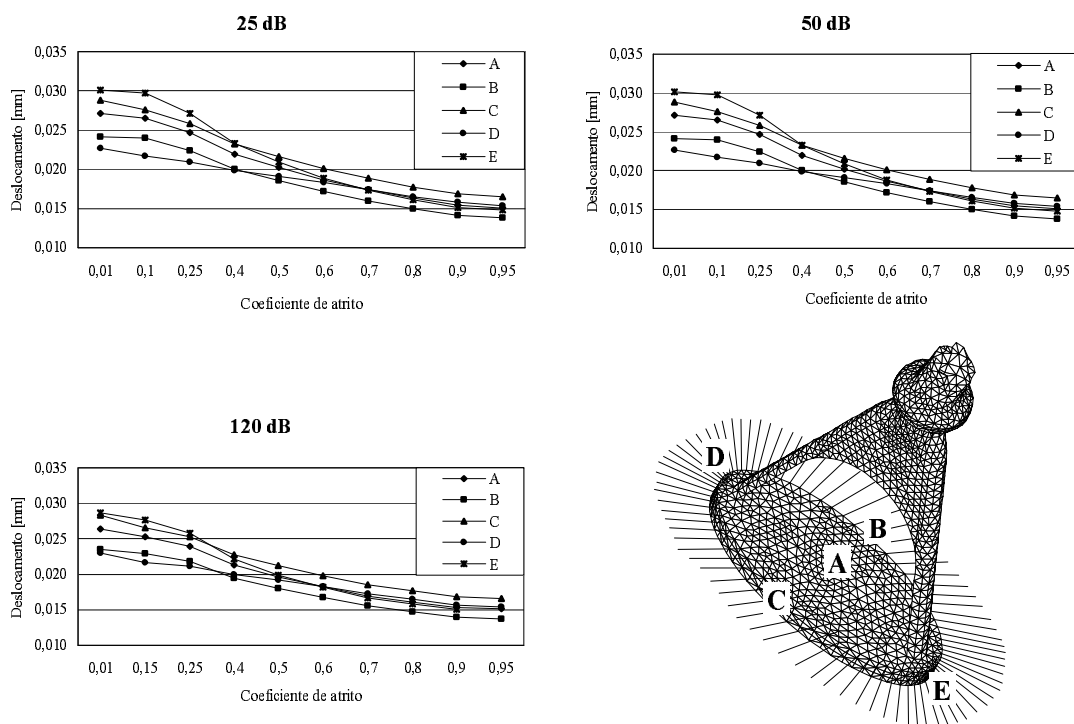 25 dB
0,035
0,030
0,025
0,020
0,015
0,010
Deslocamento [mm]
0,01 0,1 0,25 0,4 0,5 0,6 0,7 0,8 0,9 0,95
Coeficiente de atrito
A
B
C
D
E
50 dB
0,035
0,030
0,025
0,020
0,015
0,010
Deslocamento [mm]
0,01 0,1 0,25 0,4 0,5 0,6 0,7 0,8 0,9 0,95
Coeficiente de atrito
A
B
C
D
E
120 dB
0,035
0,030
0,025
0,020
0,015
0,010
Deslocamento [mm]
0,01 0,15 0,25 0,4 0,5 0,6 0,7 0,8 0,9 0,95
Coeficiente de atrito
A
B
C
D
E
D
B
A
C
E